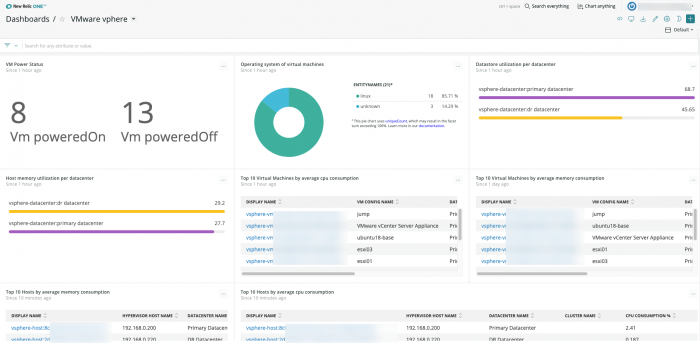 New Relic ONE™
ctrl + space Search everything Chart anything
Dashboards / VMware vphere
Default
Search for any attribute or value.
VM Power Status
Since 1 hour ago
8
Vm poweredOn
13
Vm poweredOff
Operating system of virtual machines
Since 1 hour ago
ENTITYNAMES (21)*
linux 18 85.71 %
unknown 3 14.29 %
* This pie chart uses uniqueCount, which may result in the facet
sum exceeding 100%. Learn more in our documentation.
Datastore utilization per datacenter
Since 1 hour ago
vsphere-datacenter:primary datacenter 68.7
vsphere-datacenter:dr datacenter 45.65
Host memory utilization per datacenter
Since 1 hour ago
vsphere-datacenter:dr datacenter 29.2
vsphere-datacenter:primary datacenter 27.7
Top 10 Virtual Machines by average cpu consumption
Since 1 hour ago
DISPLAY NAME VM CONFIG NAME DAT
vsphere-vm jump Pri
vsphere-vm VMware vCenter Server Appliance Pri
vsphere-v ubuntu18-base Pri
vsphere-v esxi03 Pri
vsphere-v esxi01 Pri
Top 10 Virtual Machines by average memory consumption
Since 1 day ago
DISPLAY NAME VM CONFIG NAME DAT
vsphere-v jump Pri
vsphere-v ubuntu18-base Pri
vsphere-v VMware vCenter Server Appliance Pri
vsphere-v esxi01 Pri
vsphere-v esxi03 Pri
Top 10 Hosts by average memory consumption
Since 10 minutes ago
DISPLAY NAME HYPERVISOR HOST NAME DATACENTER NAME
vsphere-host:8c 192.168.0.200 Primary Datacen
vsphere-host:2d 192.168.0.220 DR Datacenter
Top 10 Hosts by average cpu consumption
Since 10 minutes ago
DISPLAY NAME HYPERVISOR HOST NAME DATACENTER NAME CLUSTER NAME CPU CONSUMPTION %
vsphere-host:8c 192.168.0.200 Primary Datacenter 2.41
vsphere-host:2d 192.168.0.220 DR Datacenter 0.187